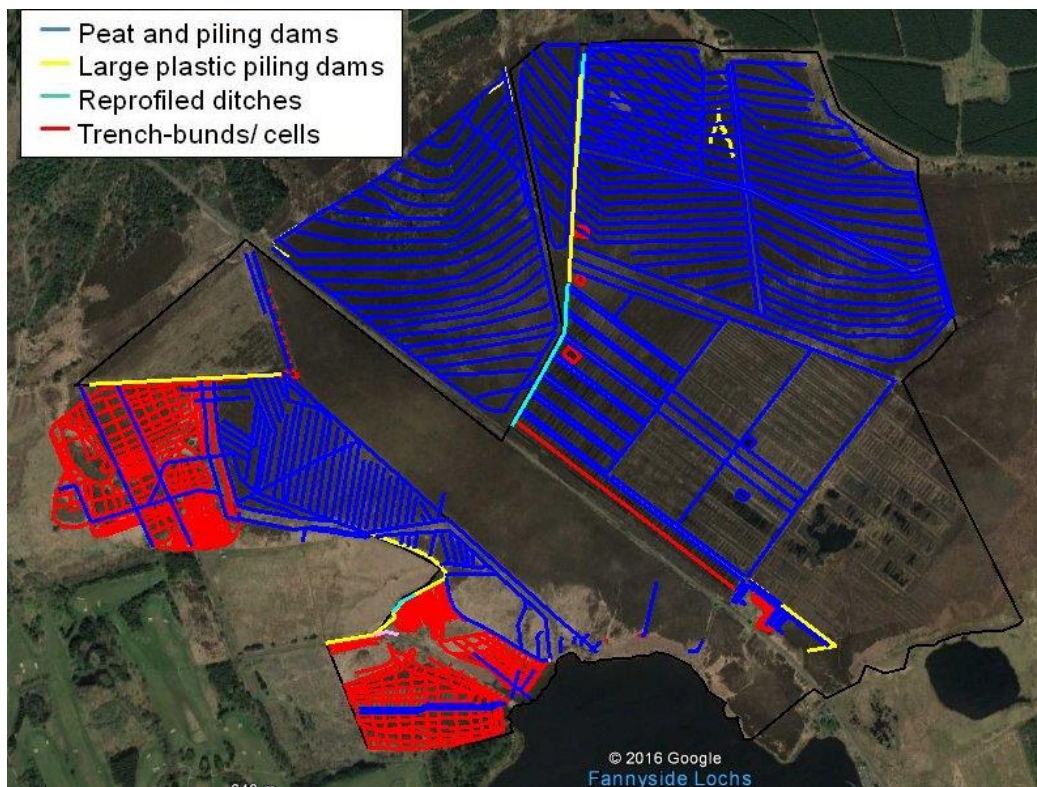 Peat and piling dams
Large plastic piling dams
Reprofiled ditches
Trench-bunds/ cells
© 2016 Google
Fannyside Lochs